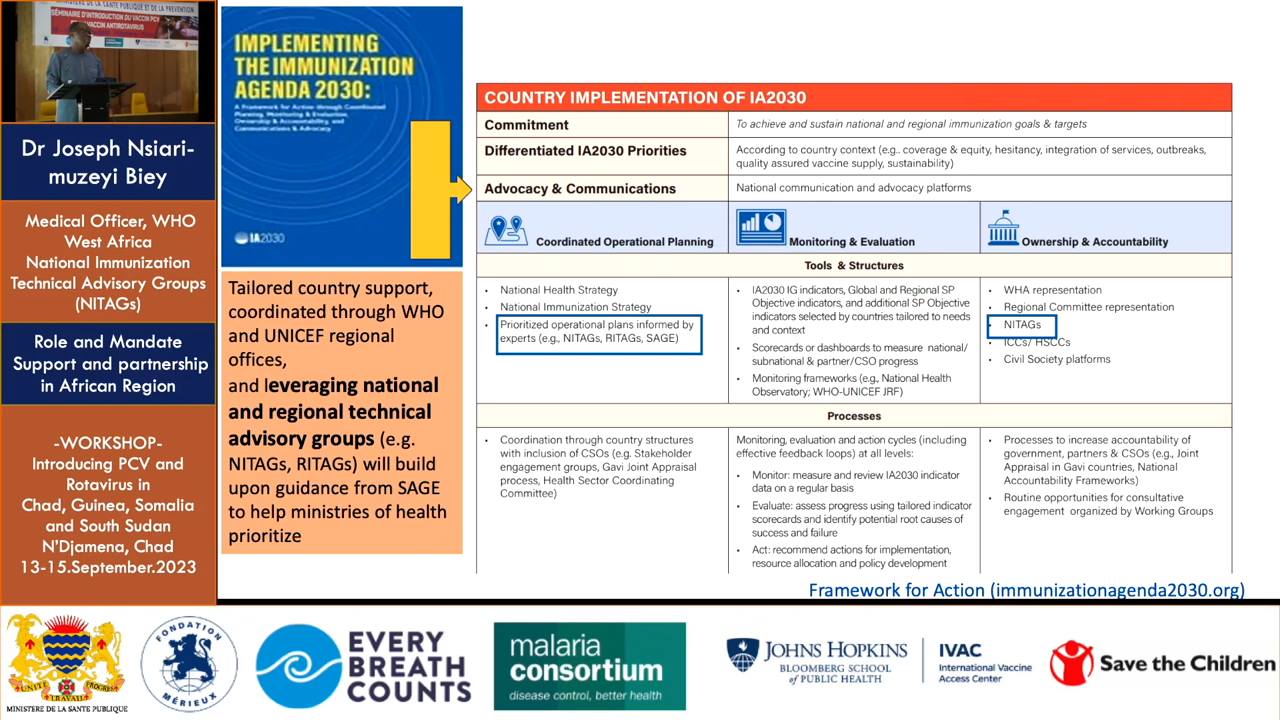 MINISTERE DE LA SANTE PUBLIQUE ET DE LA PREVENTION
SÉMINAIRE D'INTRODUCTION DU VACCIN PCV
VACCIN ANTIROTAVIRUS
Dr Joseph Nsiari-
muzeyi Biey
Medical Officer, WHO
West Africa
National Immunization
Technical Advisory Groups
(NITAGs)
Role and Mandate
Support and partnership
in African Region
-WORKSHOP-
Introducing PCV and
Rotavirus in
Chad, Guinea, Somalia
and South Sudan
N'Djamena, Chad
13-15.September.2023
IMPLEMENTING
THE IMMUNIZATION
AGENDA 2030:
A Framework for Action through Coordinated
Planning, Monitoring & Evaluation,
Ownership & Accountability, and
Communications & Advocacy
IA2030
Tailored country support,
coordinated through WHO
and UNICEF regional
offices,
and leveraging national
and regional technical
advisory groups (e.g.
NITAGs, RITAGs) will build
upon guidance from SAGE
to help ministries of health
prioritize
COUNTRY IMPLEMENTATION OF IA2030
Commitment
To achieve and sustain national and regional immunization goals & targets
Differentiated IA2030 Priorities
According to country context (e.g.. coverage & equity, hesitancy, integration of services, outbreaks,
quality assured vaccine supply, sustainability)
Advocacy & Communications
National communication and advocacy platforms
Coordinated Operational Planning
Monitoring & Evaluation
Ownership & Accountability
Tools & Structures
• National Health Strategy
• National Immunization Strategy
• Prioritized operational plans informed by
experts (e.g., NITAGs, RITAGs, SAGE)
• IA2030 IG indicators, Global and Regional SP
Objective indicators, and additional SP Objective
indicators selected by countries tailored to needs
and context
• Scorecards or dashboards to measure national/
subnational & partner/CSO progress
• Monitoring frameworks (e.g., National Health
Observatory; WHO-UNICEF JRF)
• WHA representation
• Regional Committee representation
• NITAGs
• ICCs/ HSCCs
• Civil Society platforms
Processes
• Coordination through country structures
with inclusion of CSOs (e.g. Stakeholder
engagement groups, Gavi Joint Appraisal
process, Health Sector Coordinating
Committee)
Monitoring, evaluation and action cycles (including
effective feedback loops) at all levels:
• Monitor: measure and review IA2030 indicator
data on a regular basis
• Evaluate: assess progress using tailored indicator
scorecards and identify potential root causes of
success and failure
• Act: recommend actions for implementation,
resource allocation and policy development
• Processes to increase accountability of
government, partners & CSOs (e.g., Joint
Appraisal in Gavi countries, National
Accountability Frameworks)
• Routine opportunities for consultative
engagement organized by Working Groups
Framework for Action (immunizationagenda2030.org)
UNITE TRAVAIL PROGRES
MINISTERE DE LA SANTE PUBLIQUE
FONDATION
MÉRIEUX
EVERY
BREATH
COUNTS
malaria
consortium
disease control, better health
JOHNS HOPKINS
BLOOMBERG SCHOOL
of PUBLIC HEALTH
IVAC
International Vaccine
Access Center
Save the Children